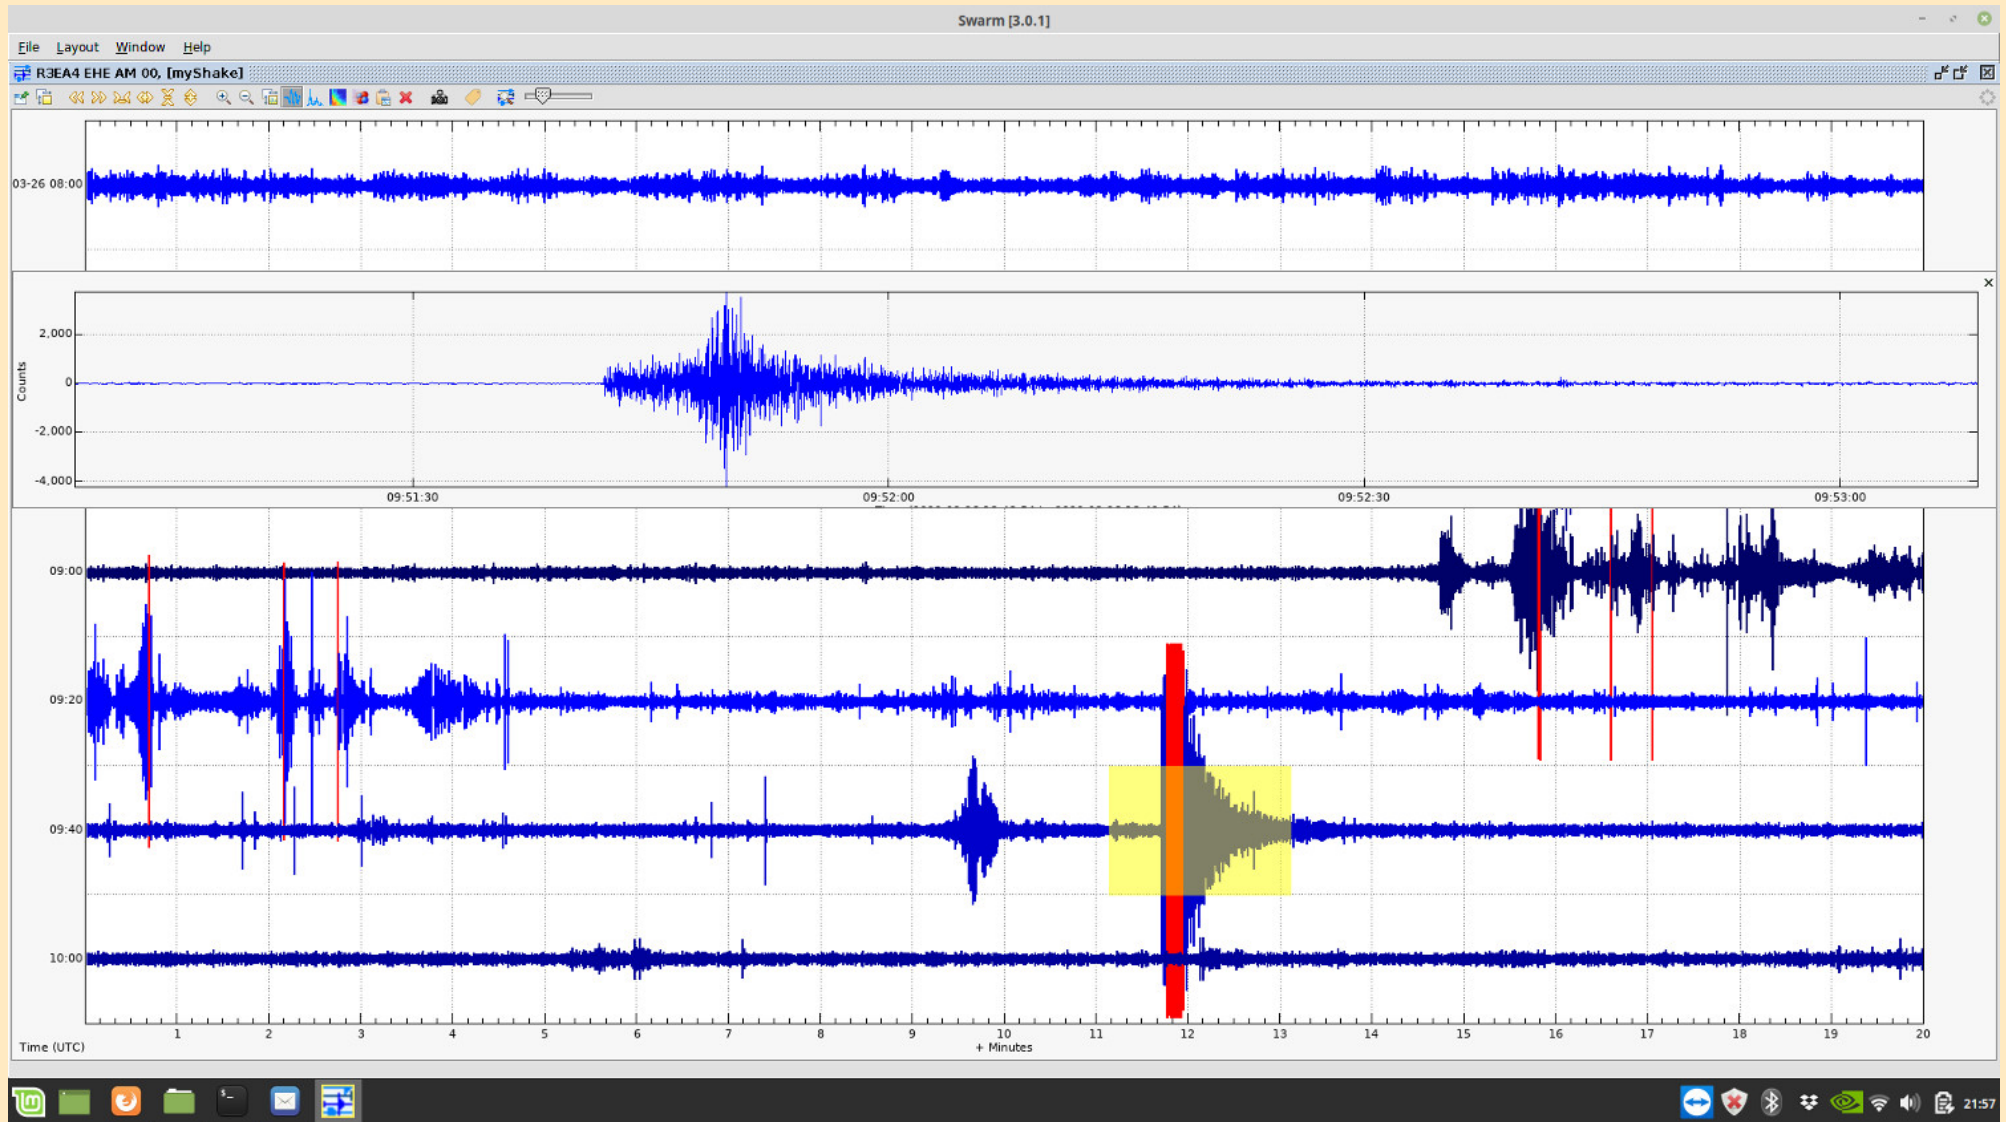 Swarm [3.0.1]
File Layout Window Help
R3EA4 EHE AM 00, [myShake]
03-26 08:00
2,000
0
-2,000
-4,000
Counts
09:51:30 09:52:00 09:52:30 09:53:00
09:00
09:20
09:40
10:00
1 2 3 4 5 6 7 8 9 10 11 12 13 14 15 16 17 18 19 20
Time (UTC) + Minutes
21:57